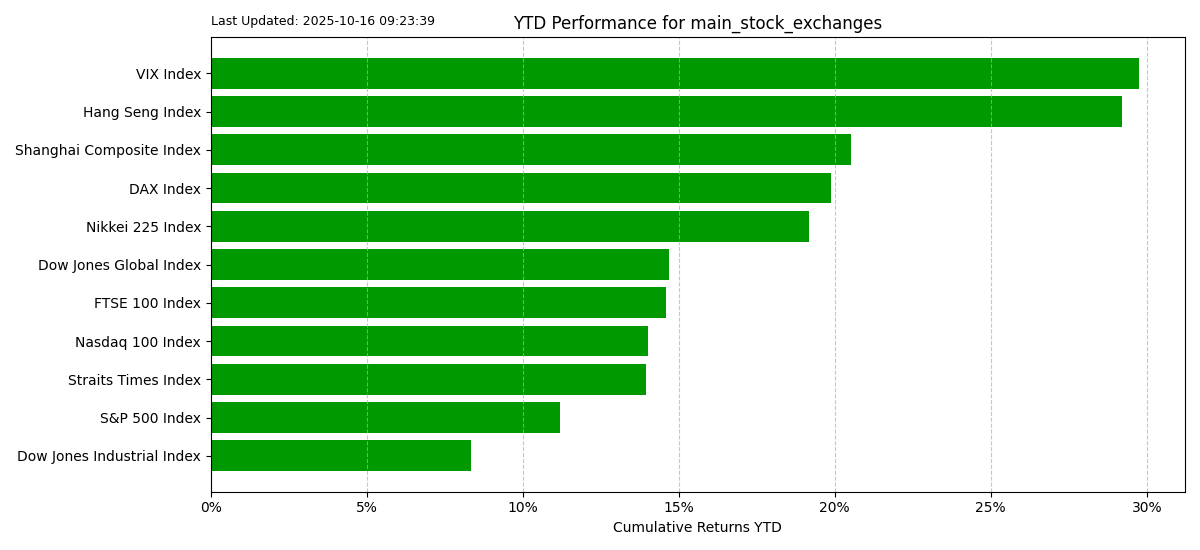 Last Updated: 2025-10-16 09:23:39
YTD Performance for main_stock_exchanges
VIX Index
Hang Seng Index
Shanghai Composite Index
DAX Index
Nikkei 225 Index
Dow Jones Global Index
FTSE 100 Index
Nasdaq 100 Index
Straits Times Index
S&P 500 Index
Dow Jones Industrial Index
0% 5% 10% 15% 20% 25% 30%
Cumulative Returns YTD